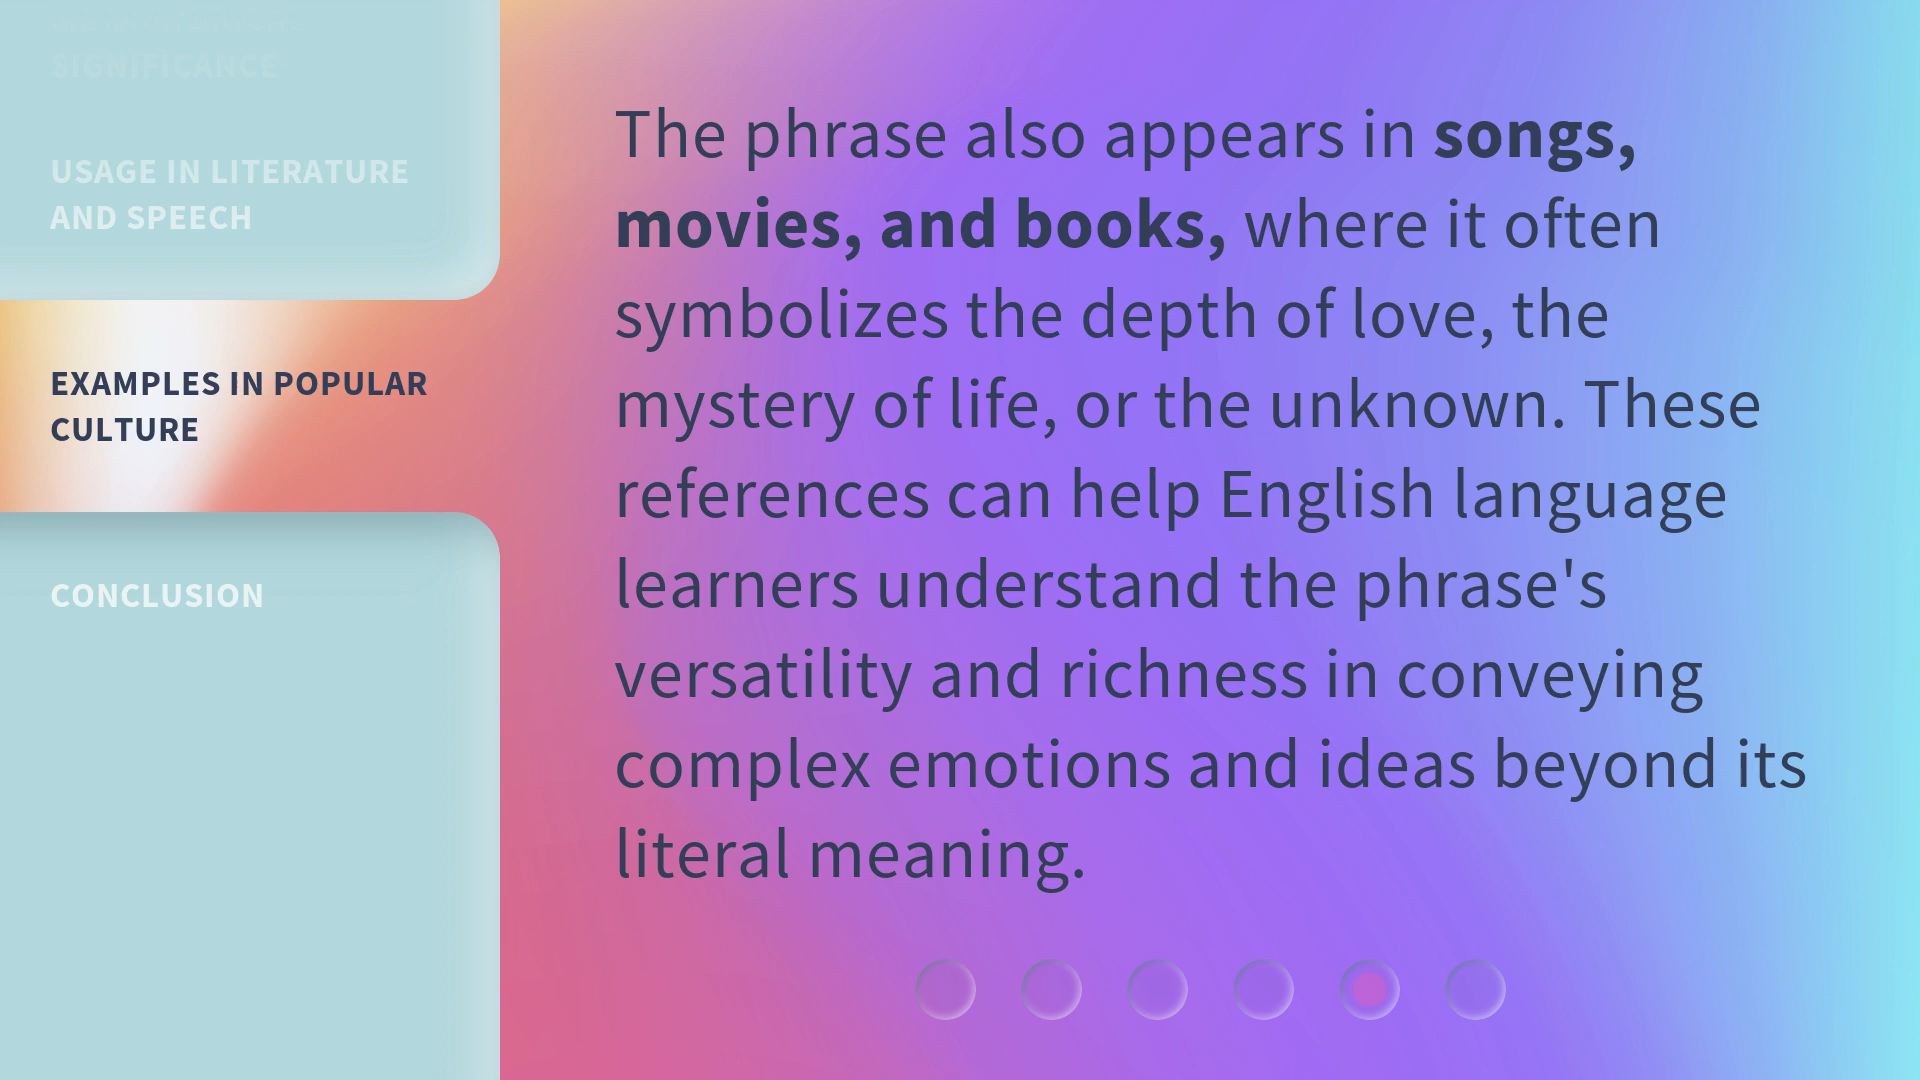 SIGNIFICANCE
USAGE IN LITERATURE
AND SPEECH
EXAMPLES IN POPULAR
CULTURE
CONCLUSION
The phrase also appears in songs,
movies, and books, where it often
symbolizes the depth of love, the
mystery of life, or the unknown. These
references can help English language
learners understand the phrase's
versatility and richness in conveying
complex emotions and ideas beyond its
literal meaning.